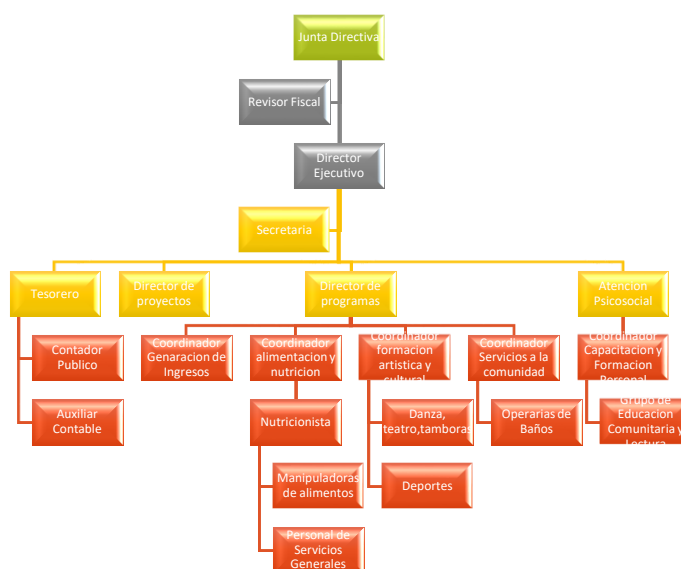 Junta Directiva
Revisor Fiscal
Director
Ejecutivo
Secretaria
Tesorero
Director de
proyectos
Director de
programas
Atencion
Psicosocial
Contador
Publico
Auxiliar
Contable
Coordinador
Genaracion de
Ingresos
Coordinador
alimentacion y
nutricion
Nutricionista
Manipuladoras
de alimentos
Personal de
Servicios
Generales
Coordinador
formacion
artistica y
cultural
Danza,
teatro,tamboras
Deportes
Coordinador
Servicios a la
comunidad
Operarias de
Baños
Coordinador
Capacitacion y
Formacion
Personal
Grupo de
Educacion
Comunitaria y
Lectura